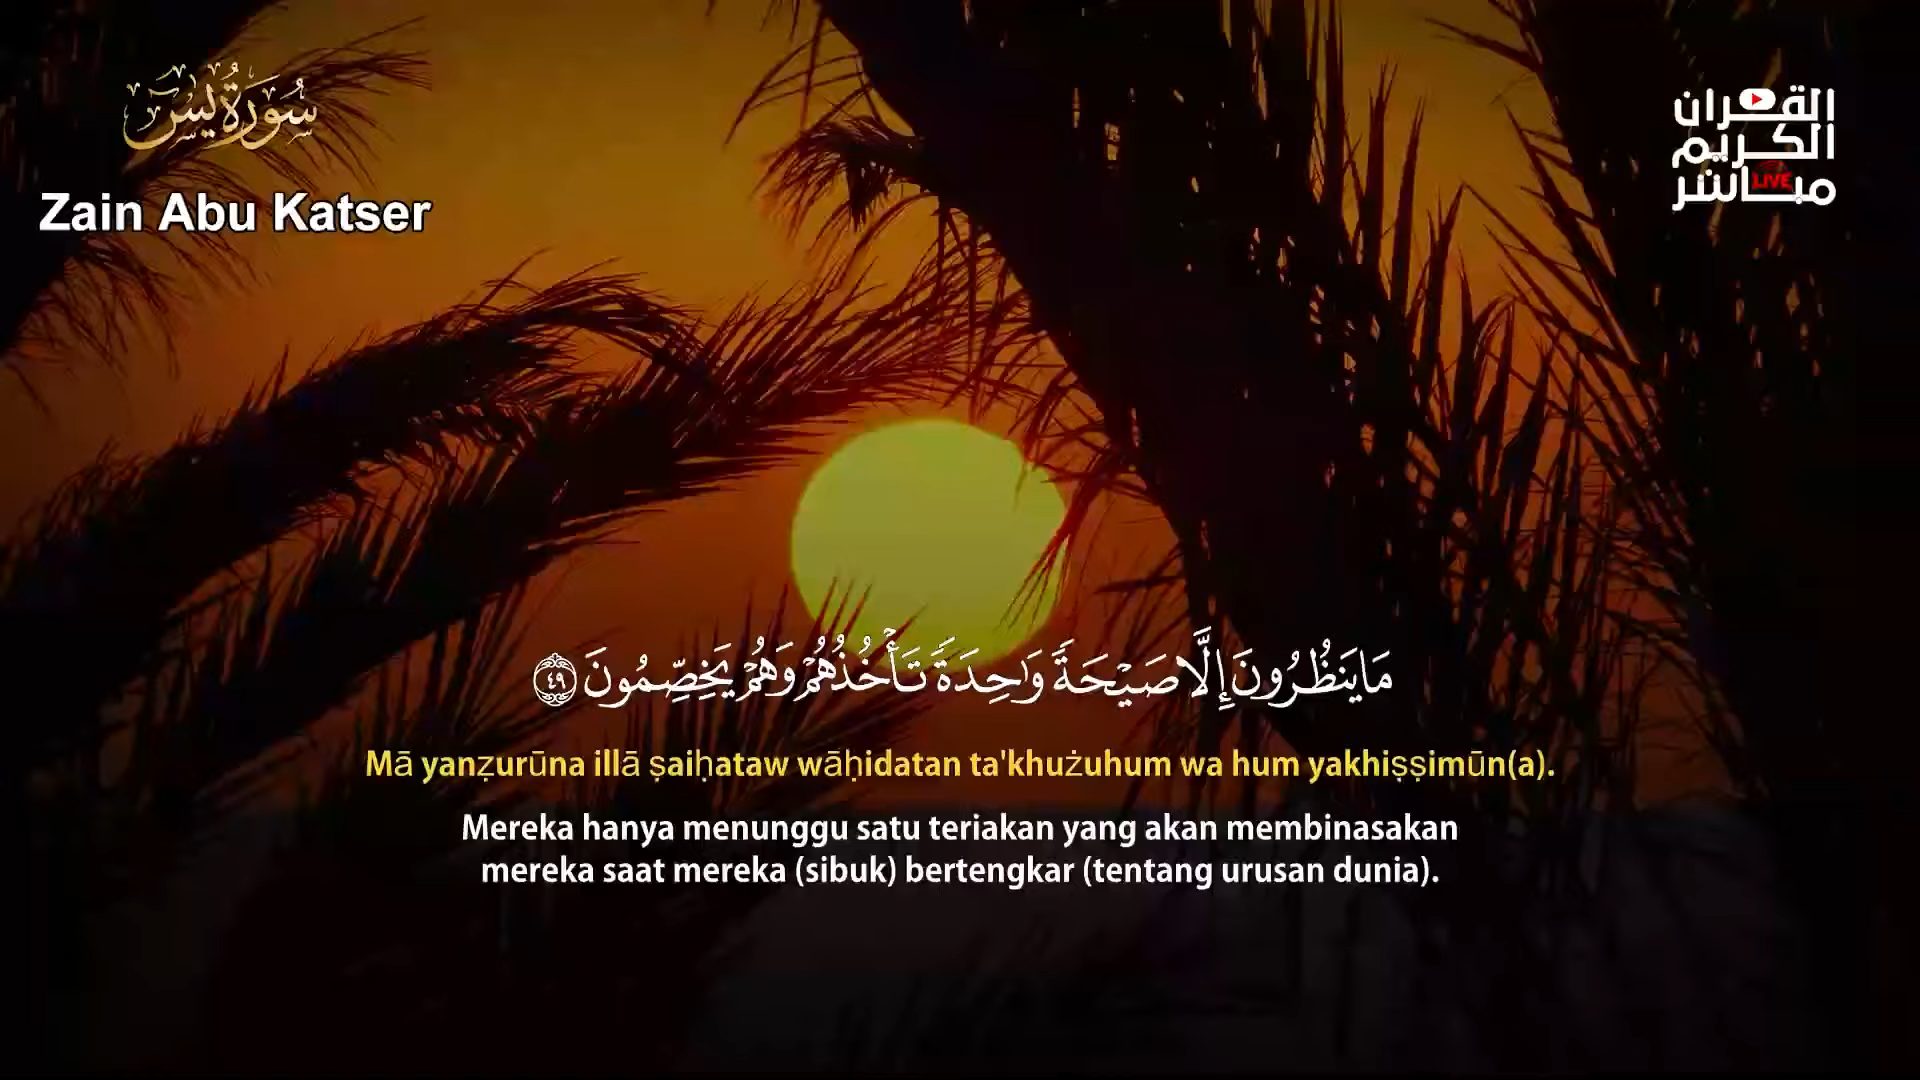 سُورَةُ يسٓ
Zain Abu Katser
القران
الكريم
مباشر
LIVE
مَا يَنظُرُونَ إِلَّا صَيْحَةً وَٰحِدَةً تَأْخُذُهُمْ وَهُمْ يَخِصِّمُونَ ٤٩
Mā yanẓurūna illā ṣaiḥataw wāḥidatan ta'khużuhum wa hum yakhiṣṣimūn(a).
Mereka hanya menunggu satu teriakan yang akan membinasakan
mereka saat mereka (sibuk) bertengkar (tentang urusan dunia).